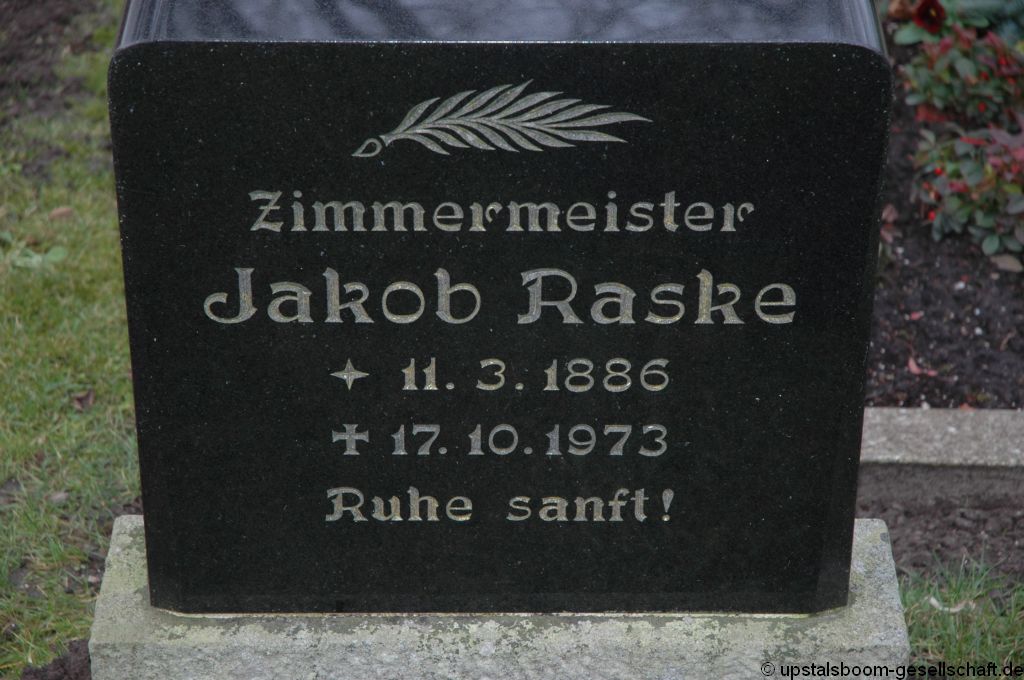 Zimmermeister
Jakob Raske
✦ 11. 3. 1886
✝ 17. 10. 1973
Ruhe sanft!
© upstalsboom-gesellschaft.de